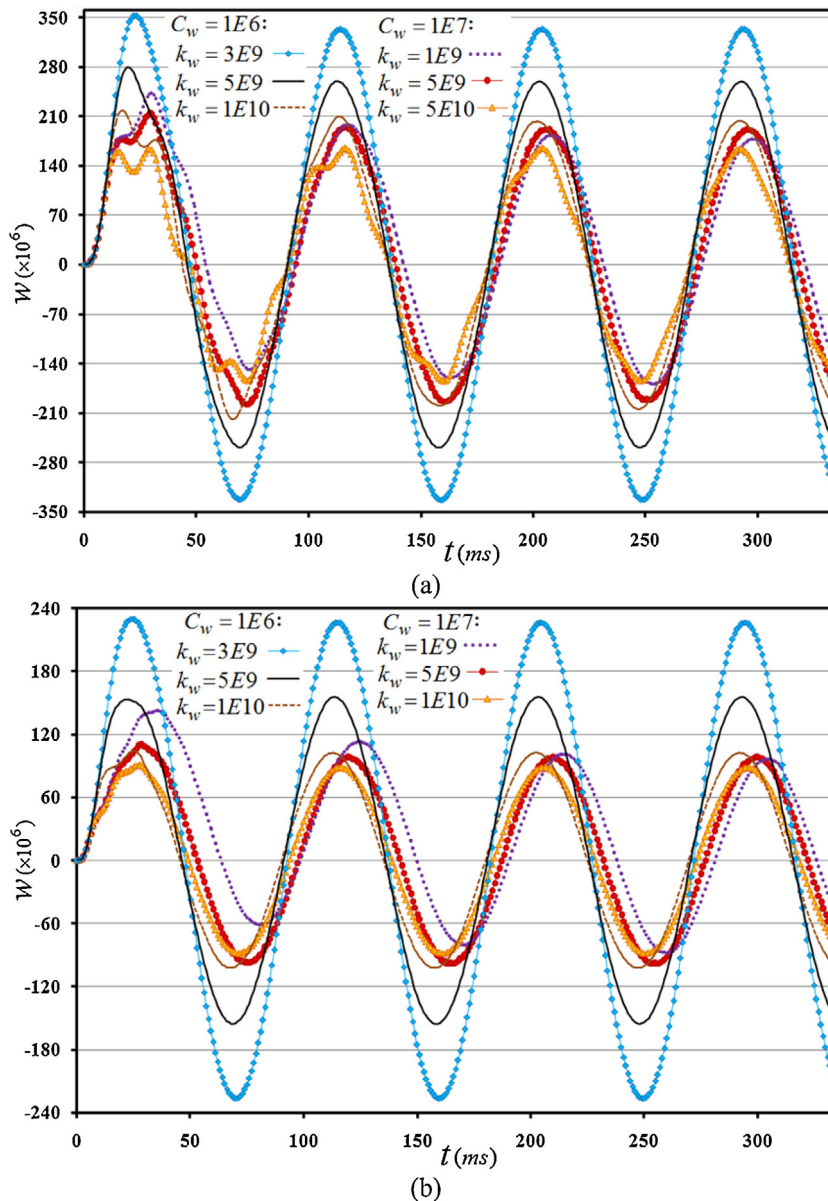 350
280
210
140
70
0
-70
-140
-210
-280
-350
w (×10⁶)
C_w = 1E6:
k_w = 3E9
k_w = 5E9
k_w = 1E10
C_w = 1E7:
k_w = 1E9
k_w = 5E9
k_w = 5E10
0 50 100 150 200 250 300
t (ms)
(a)
240
180
120
60
0
-60
-120
-180
-240
w (×10⁶)
C_w = 1E6:
k_w = 3E9
k_w = 5E9
k_w = 1E10
C_w = 1E7:
k_w = 1E9
k_w = 5E9
k_w = 1E10
0 50 100 150 200 250 300
t (ms)
(b)